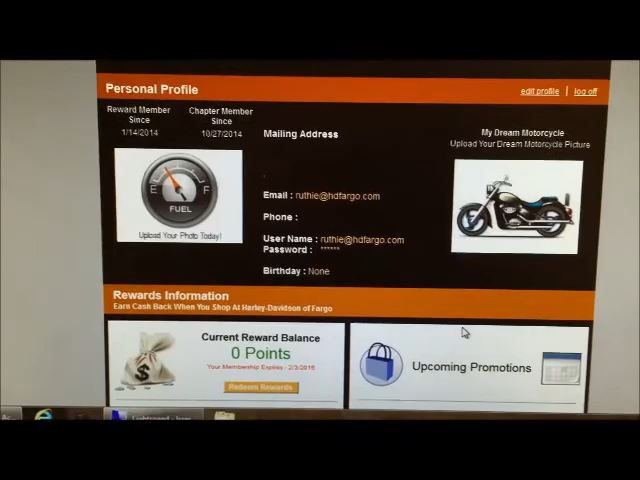 Personal Profile
edit profile | log off
Reward Member Since
1/14/2014
Chapter Member Since
10/27/2014
Mailing Address
My Dream Motorcycle
Upload Your Dream Motorcycle Picture
E F
FUEL
Upload Your Photo Today!
Email : ruthie@hdfargo.com
Phone :
User Name : ruthie@hdfargo.com
Password : ******
Birthday : None
Rewards Information
Earn Cash Back When You Shop At Harley-Davidson of Fargo
$
Current Reward Balance
0 Points
Your Membership Expires - 2/3/2016
Redeem Rewards
Upcoming Promotions